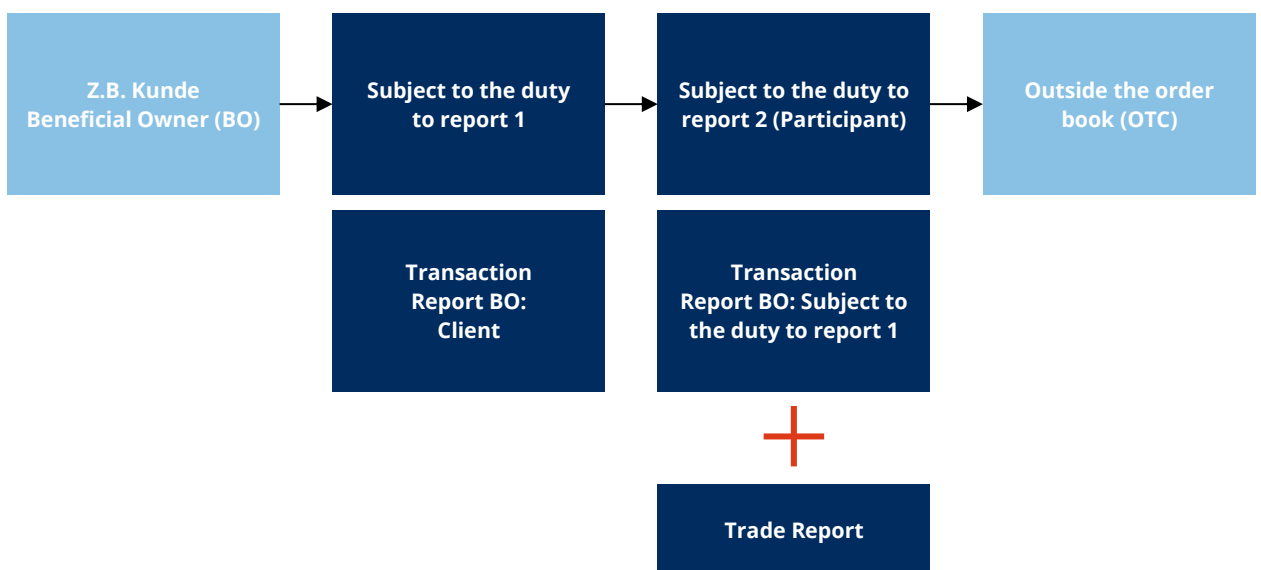 Z.B. Kunde
Beneficial Owner (BO)
Subject to the duty
to report 1
Subject to the duty to
report 2 (Participant)
Outside the order
book (OTC)
Transaction
Report BO:
Client
Transaction
Report BO: Subject to
the duty to report 1
Trade Report